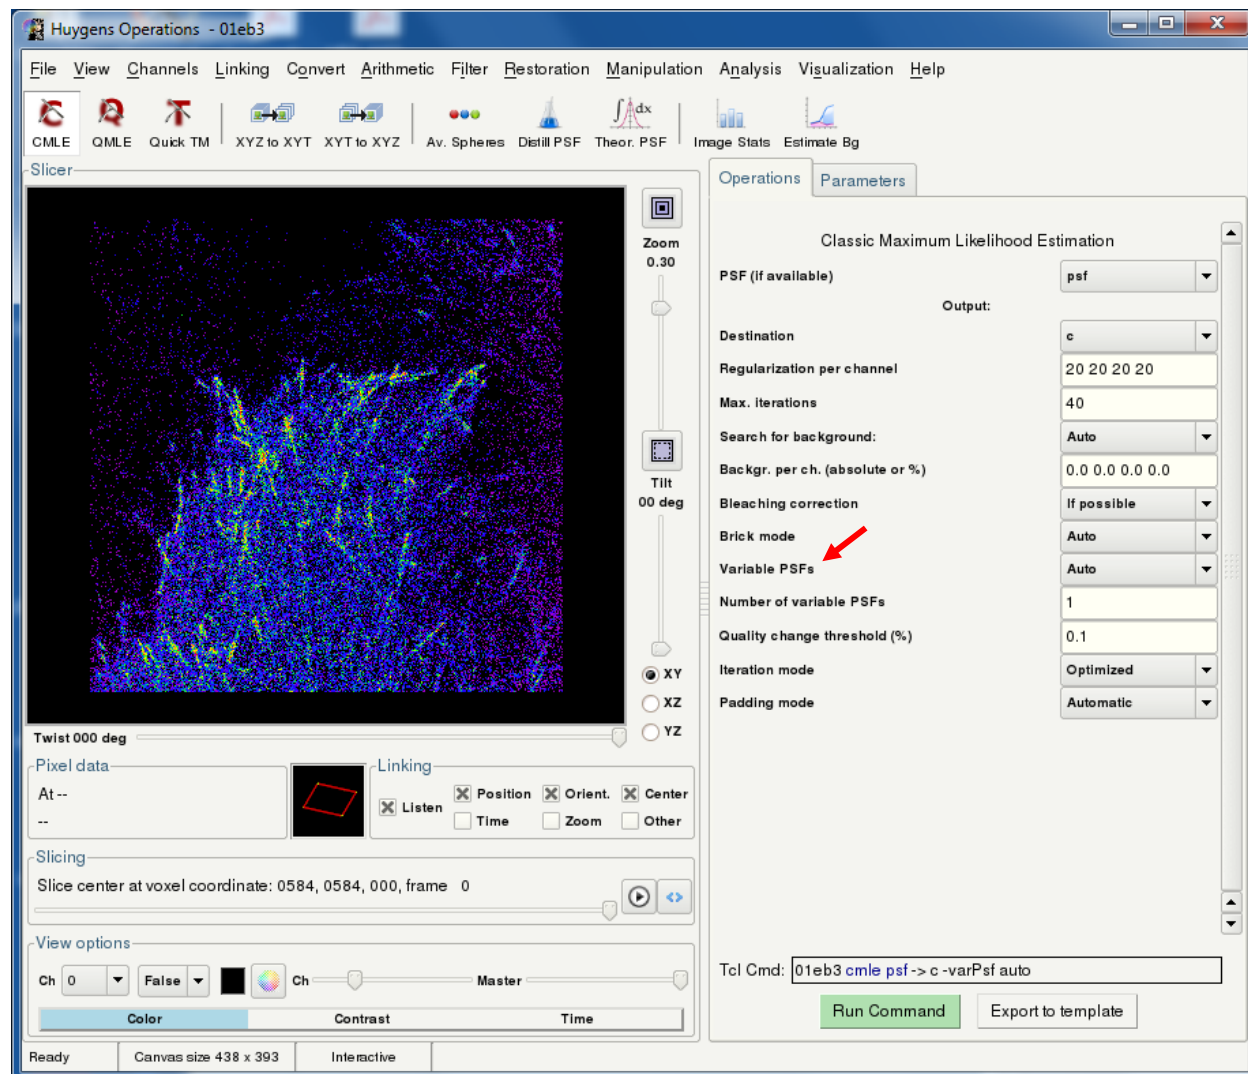 Huygens Operations - 01eb3
File View Channels Linking Convert Arithmetic Filter Restoration Manipulation Analysis Visualization Help
CMLE QMLE Quick TM XYZ to XYT XYT to XYZ Av. Spheres Distill PSF Theor. PSF Image Stats Estimate Bg
∫dx
Slicer
Zoom
0.30
Tilt
00 deg
XY
XZ
YZ
Twist 000 deg
Pixel data
At --
--
Linking
Listen
Position Orient. Center
Time Zoom Other
Slicing
Slice center at voxel coordinate: 0584, 0584, 000, frame 0
View options
Ch 0 False Ch Master
Color Contrast Time
Ready Canvas size 438 x 393 Interactive
Operations Parameters
Classic Maximum Likelihood Estimation
PSF (if available) psf
Output:
Destination c
Regularization per channel 20 20 20 20
Max. iterations 40
Search for background: Auto
Backgr. per ch. (absolute or %) 0.0 0.0 0.0 0.0
Bleaching correction If possible
Brick mode Auto
Variable PSFs Auto
Number of variable PSFs 1
Quality change threshold (%) 0.1
Iteration mode Optimized
Padding mode Automatic
Tcl Cmd: 01eb3 cmle psf -> c -varPsf auto
Run Command Export to template